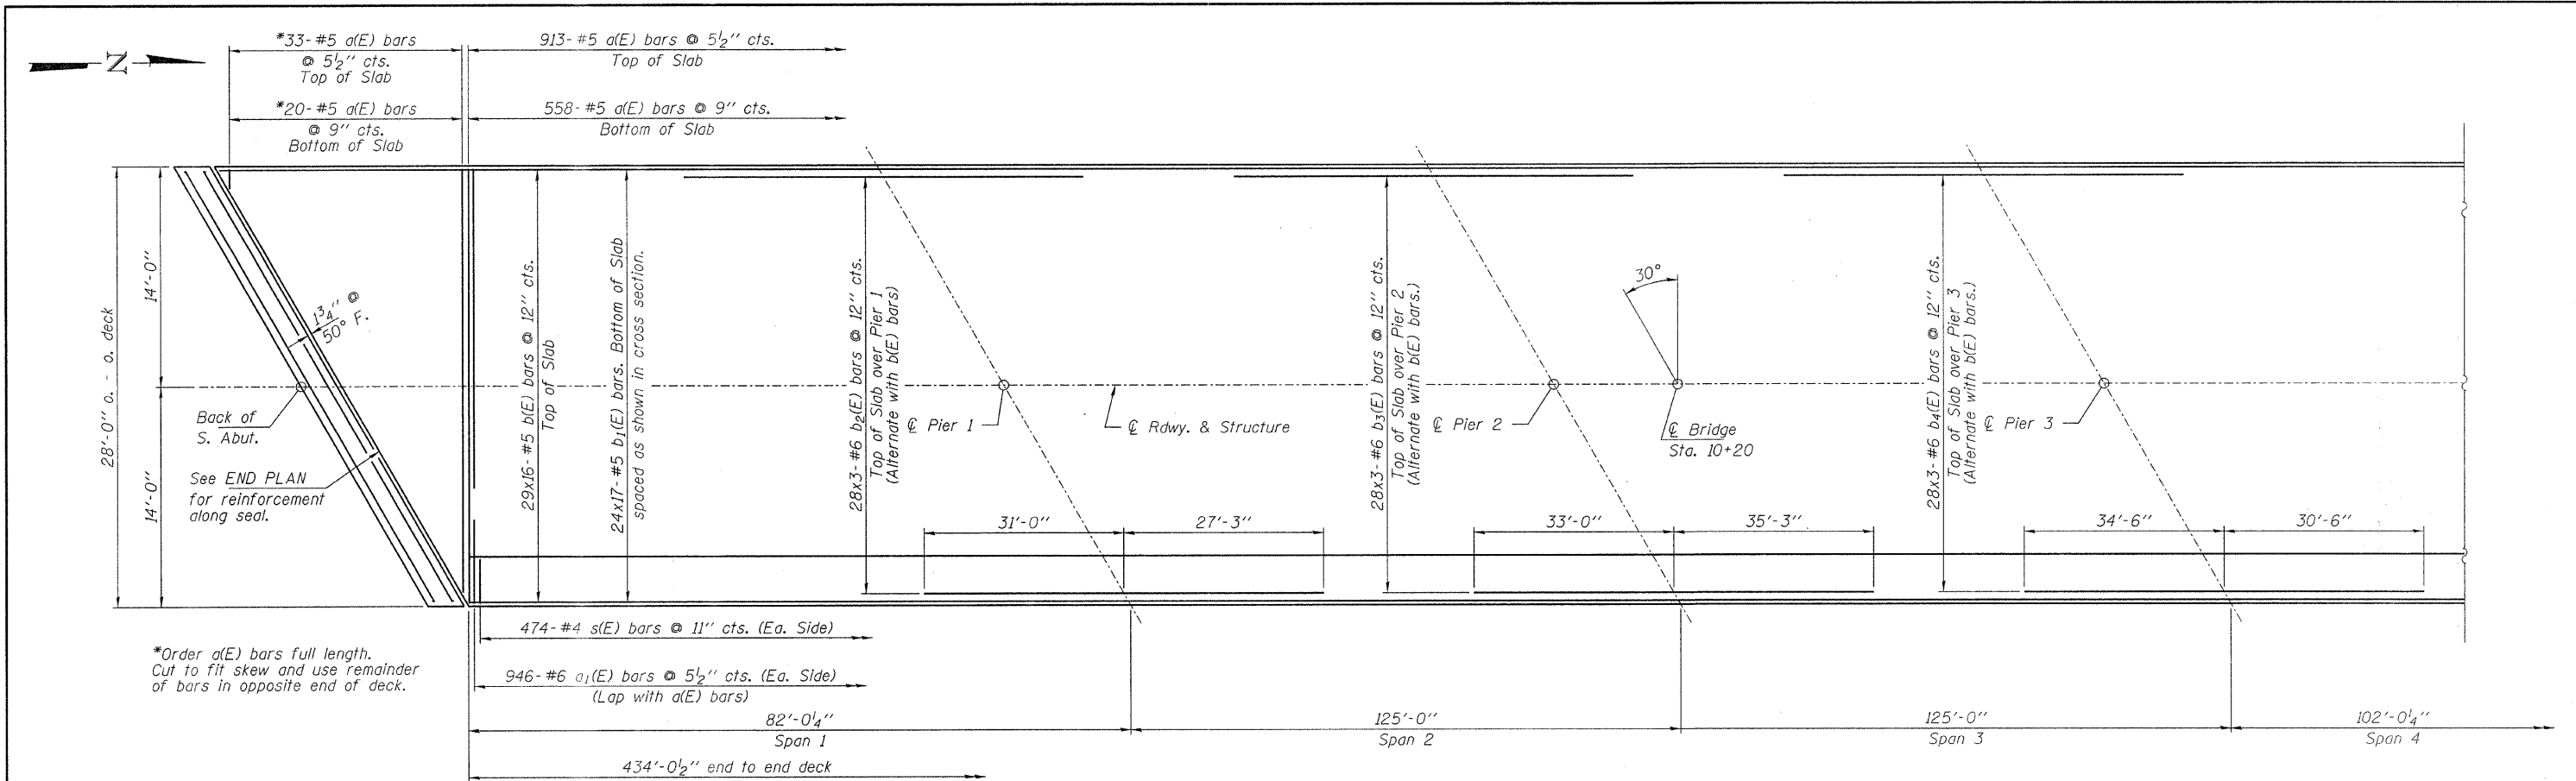 *33-#5 a(E) bars
@ 5½" cts.
Top of Slab
913-#5 a(E) bars @ 5½" cts.
Top of Slab
N
*20-#5 a(E) bars
@ 9" cts.
Bottom of Slab
558-#5 a(E) bars @ 9" cts.
Bottom of Slab
28'-0" o. - o. deck
14'-0"
14'-0"
1¾" @
50° F.
Back of
S. Abut.
See END PLAN
for reinforcement
along seal.
29x16-#5 b(E) bars @ 12" cts.
Top of Slab
24x17-#5 b₁(E) bars. Bottom of Slab
spaced as shown in cross section.
28x3-#6 b₂(E) bars @ 12" cts.
Top of Slab over Pier 1
(Alternate with b(E) bars)
℄ Pier 1
℄ Rdwy. & Structure
28x3-#6 b₃(E) bars @ 12" cts.
Top of Slab over Pier 2
(Alternate with b(E) bars.)
℄ Pier 2
30°
℄ Bridge
Sta. 10+20
28x3-#6 b₄(E) bars @ 12" cts.
Top of Slab over Pier 3
(Alternate with b(E) bars.)
℄ Pier 3
31'-0"
27'-3"
33'-0"
35'-3"
34'-6"
30'-6"
474-#4 s(E) bars @ 11" cts. (Ea. Side)
*Order a(E) bars full length.
Cut to fit skew and use remainder
of bars in opposite end of deck.
946-#6 a₁(E) bars @ 5½" cts. (Ea. Side)
(Lap with a(E) bars)
82'-0¼"
Span 1
125'-0"
Span 2
125'-0"
Span 3
102'-0¼"
Span 4
434'-0½" end to end deck